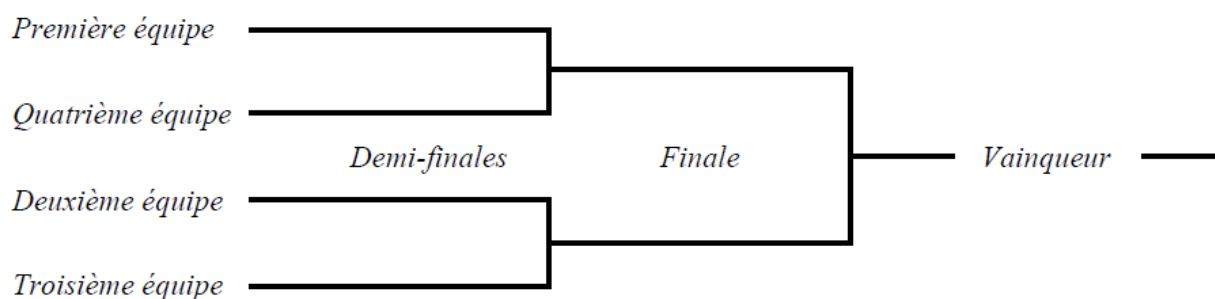 Première équipe
Quatrième équipe
Demi-finales Finale Vainqueur
Deuxième équipe
Troisième équipe